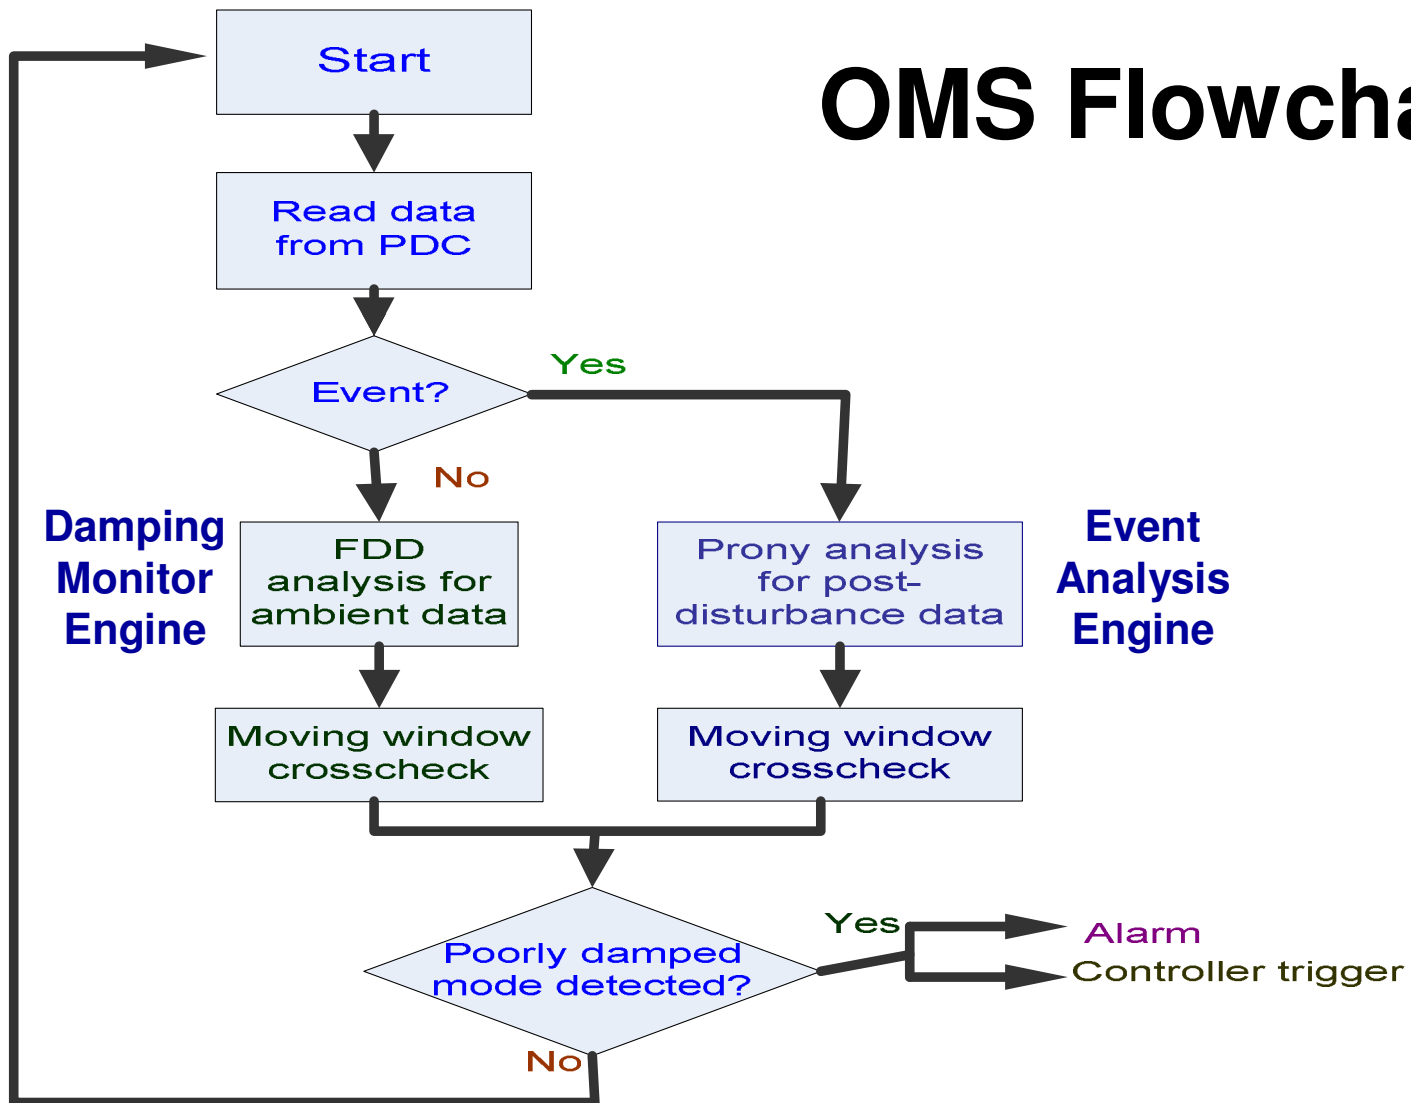 Start
OMS Flowcha
Read data
from PDC
Event?
Yes
No
Damping
Monitor
Engine
FDD
analysis for
ambient data
Prony analysis
for post-
disturbance data
Event
Analysis
Engine
Moving window
crosscheck
Moving window
crosscheck
Poorly damped
mode detected?
Yes
Alarm
Controller trigger
No